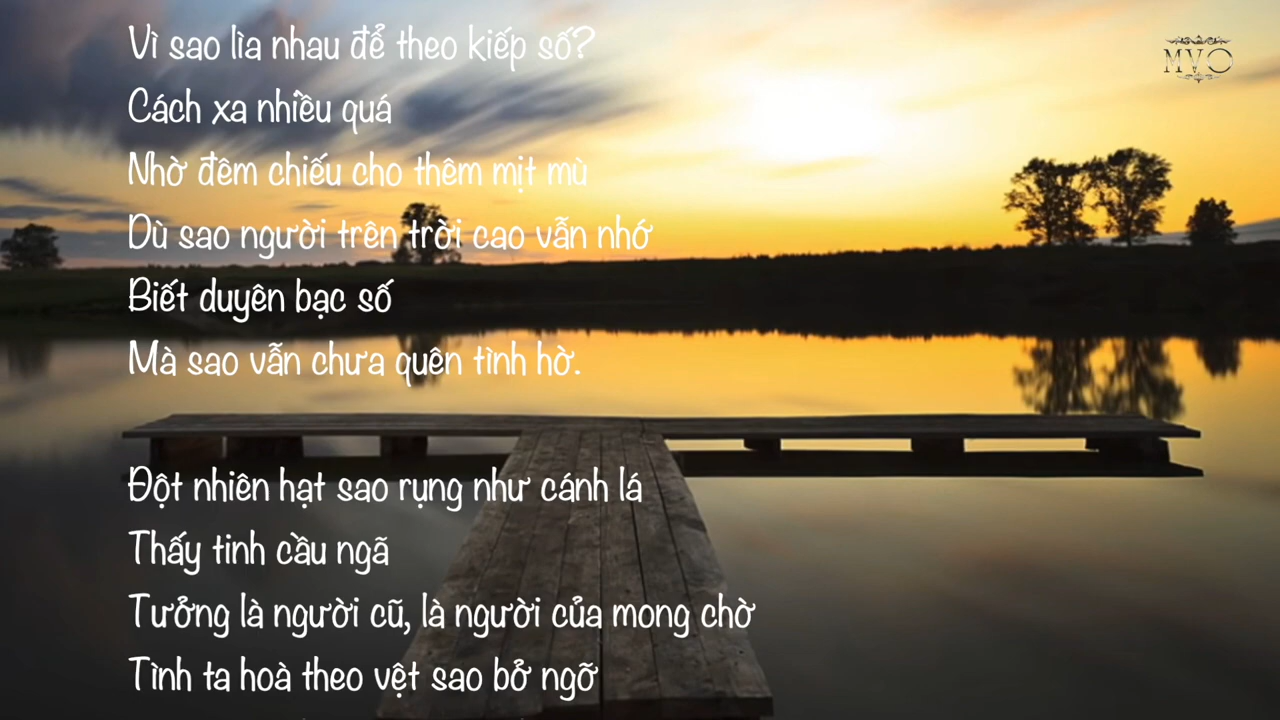 Vì sao lìa nhau để theo kiếp số?
Cách xa nhiều quá
Nhờ đêm chiếu cho thêm mịt mù
Dù sao người trên trời cao vẫn nhớ
Biết duyên bạc số
Mà sao vẫn chưa quên tình hờ.
Đột nhiên hạt sao rụng như cánh lá
Thấy tinh cầu ngã
Tưởng là người cũ, là người của mong chờ
Tình ta hoà theo vệt sao bở ngỡ
MVO